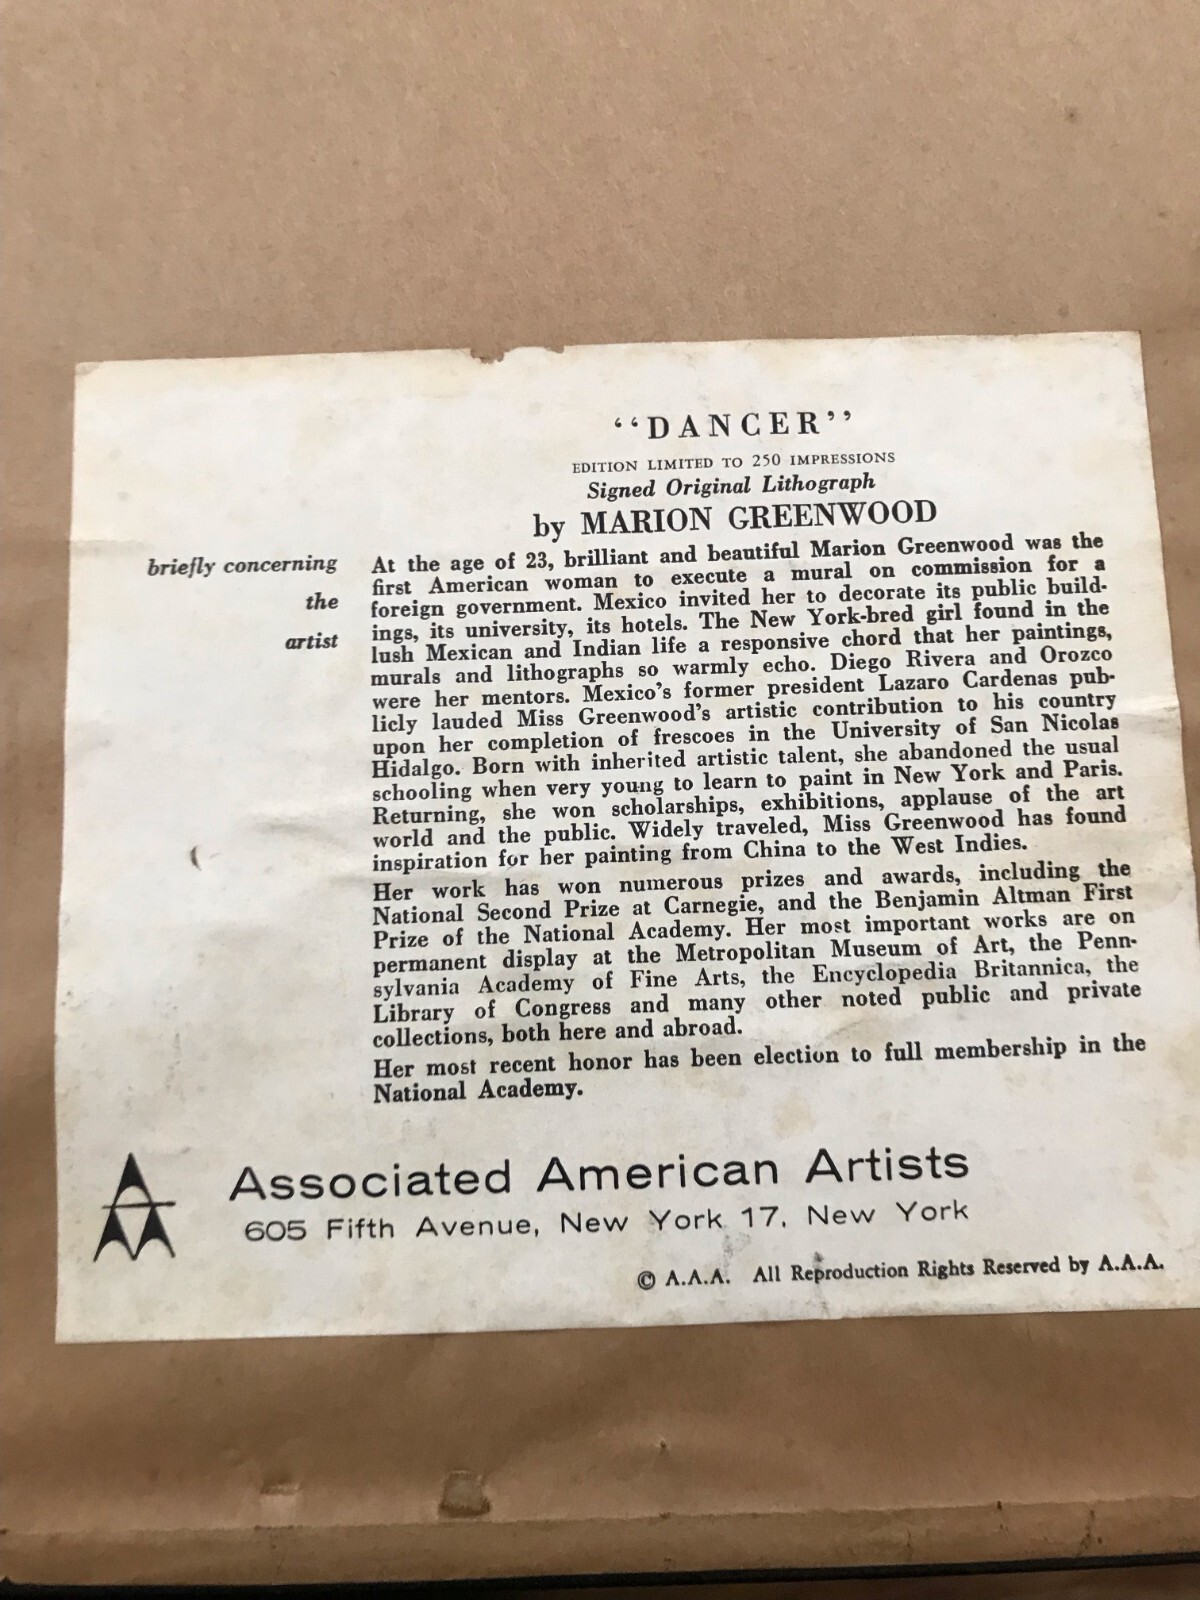 “DANCER”
EDITION LIMITED TO 250 IMPRESSIONS
Signed Original Lithograph
by MARION GREENWOOD
briefly concerning
the
artist
At the age of 23, brilliant and beautiful Marion Greenwood was the
first American woman to execute a mural on commission for a
foreign government. Mexico invited her to decorate its public build-
ings, its university, its hotels. The New York-bred girl found in the
lush Mexican and Indian life a responsive chord that her paintings,
murals and lithographs so warmly echo. Diego Rivera and Orozco
were her mentors. Mexico’s former president Lazaro Cardenas pub-
licly lauded Miss Greenwood’s artistic contribution to his country
upon her completion of frescoes in the University of San Nicolas
Hidalgo. Born with inherited artistic talent, she abandoned the usual
schooling when very young to learn to paint in New York and Paris.
Returning, she won scholarships, exhibitions, applause of the art
world and the public. Widely traveled, Miss Greenwood has found
inspiration for her painting from China to the West Indies.
Her work has won numerous prizes and awards, including the
National Second Prize at Carnegie, and the Benjamin Altman First
Prize of the National Academy. Her most important works are on
permanent display at the Metropolitan Museum of Art, the Penn-
sylvania Academy of Fine Arts, the Encyclopedia Britannica, the
Library of Congress and many other noted public and private
collections, both here and abroad.
Her most recent honor has been election to full membership in the
National Academy.
Associated American Artists
605 Fifth Avenue, New York 17, New York
© A.A.A. All Reproduction Rights Reserved by A.A.A.